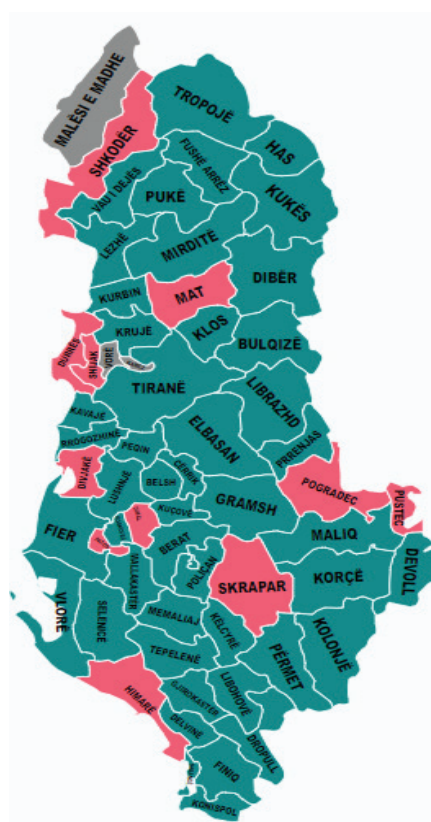 MALËSI E MADHE
TROPOJË
SHKODËR
HAS
FUSHË ARRËZ
VAU I DEJËS
PUKË
KUKËS
LEZHË
MIRDITË
DIBËR
MAT
KURBIN
KRUJË
KLOS
BULQIZË
DURRËS
SHIJAK
VORË
TIRANË
LIBRAZHD
KAVAJË
RROGOZHINË
PEQIN
ELBASAN
PRRENJAS
DIVJAKË
LUSHNJE
BELSH
CËRRIK
GRAMSH
POGRADEC
PUSTEC
KUÇOVË
FIER
BERAT
MALIQ
DEVOLL
MALLAKASTËR
POLIÇAN
SKRAPAR
KORÇË
VLORË
SELENICË
MEMALIAJ
KËLCYRË
PËRMET
KOLONJË
TEPELENË
HIMARË
GJIROKASTËR
LIBOHOVË
DELVINË
DROPULL
FINIQ
KONISPOL